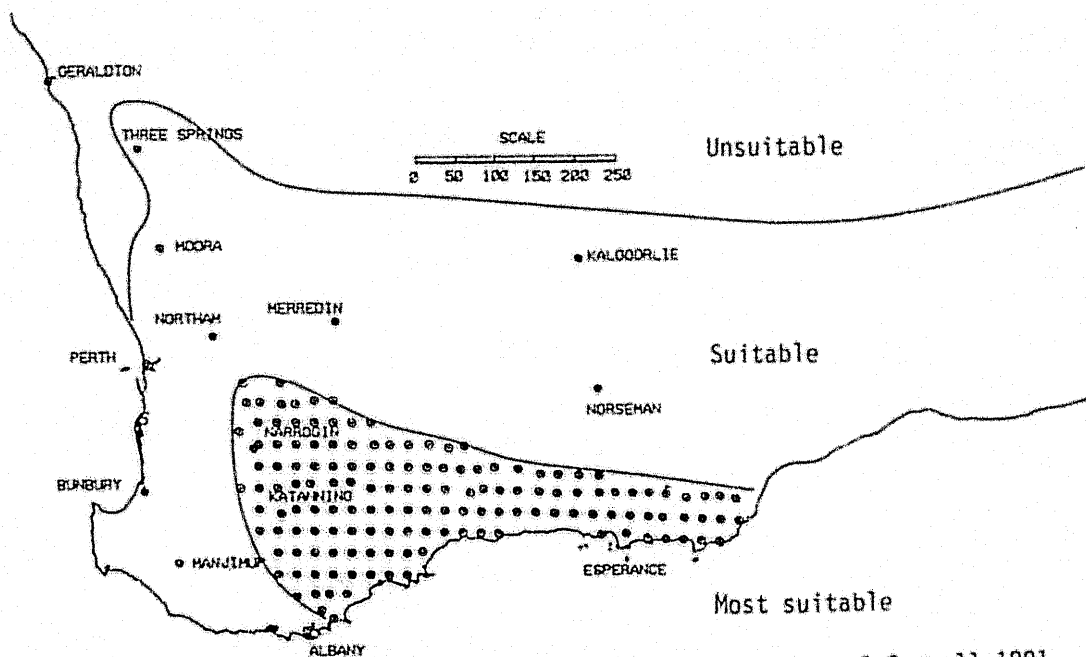 GERALDTON
THREE SPRINGS
SCALE
0 50 100 150 200 250
Unsuitable
MOORA
KALGOORLIE
NORTHAM
MERREDIN
PERTH
Suitable
NORSEMAN
NARROGIN
BUNBURY
KATANNING
MANJIMUP
ESPERANCE
Most suitable
ALBANY
1981